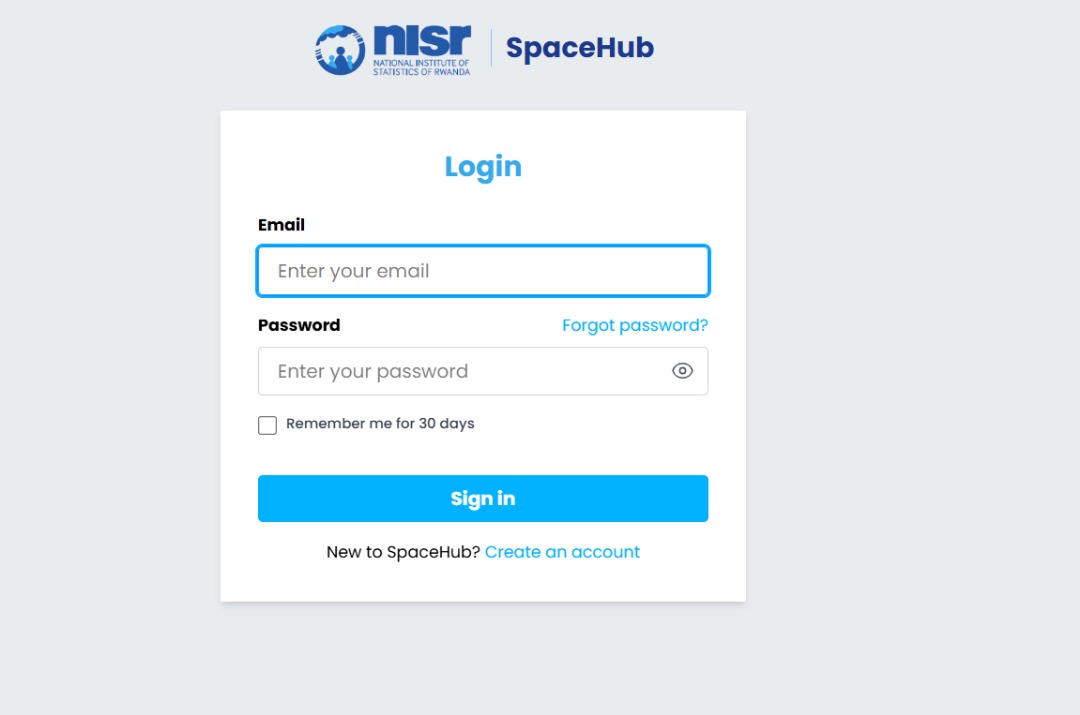 nisr
NATIONAL INSTITUTE OF
STATISTICS OF RWANDA
SpaceHub
Login
Email
Enter your email
Password
Forgot password?
Enter your password
Remember me for 30 days
Sign in
New to SpaceHub? Create an account